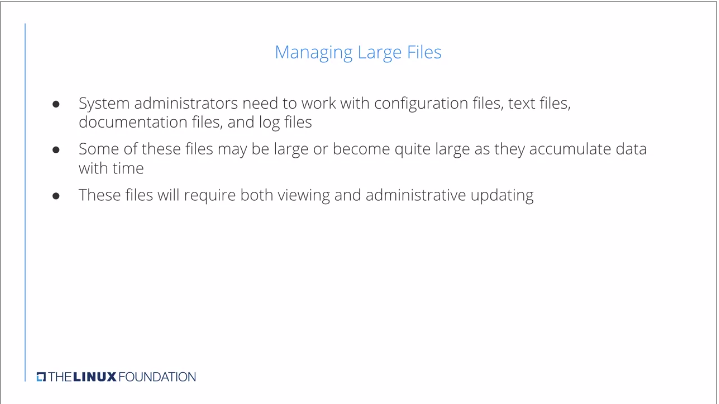 Managing Large Files
● System administrators need to work with configuration files, text files,
documentation files, and log files
● Some of these files may be large or become quite large as they accumulate data
with time
● These files will require both viewing and administrative updating
THE LINUX FOUNDATION